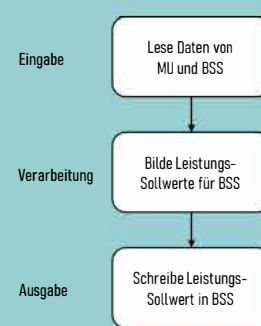 Eingabe
Lese Daten von
MU und BSS
Verarbeitung
Bilde Leistungs-
Sollwerte für BSS
Ausgabe
Schreibe Leistungs-
Sollwert in BSS